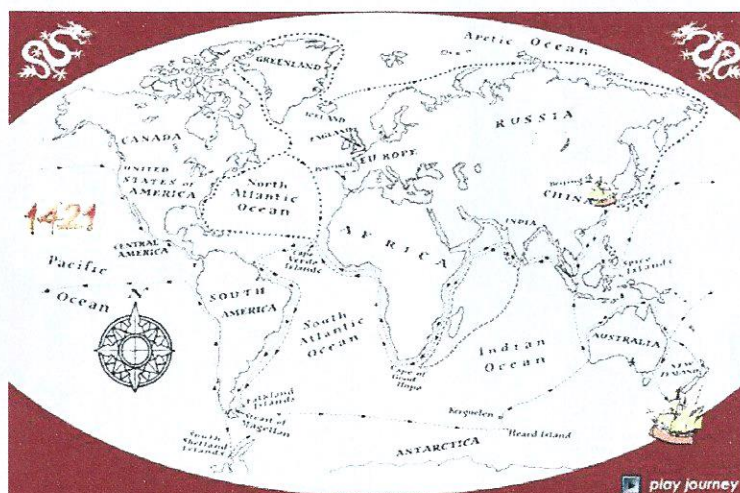 Arctic Ocean
GREENLAND
ICELAND
ENGLAND
RUSSIA
CANADA
EUROPE
PORTUGAL
UNITED
STATES of
AMERICA
North
Atlantic
Ocean
Beijing
CHINA
1421
INDIA
AFRICA
CENTRAL
AMERICA
Cape
Verde
Islands
Spice
Islands
Pacific
Ocean
N
SOUTH
AMERICA
South
Atlantic
Ocean
Indian
Ocean
AUSTRALIA
NEW
ZEALAND
Cape of
Good
Hope
Falkland
Islands
Strait of
Magellan
Kerguelen
Heard Island
South
Shetland
Islands
ANTARCTICA
play journey